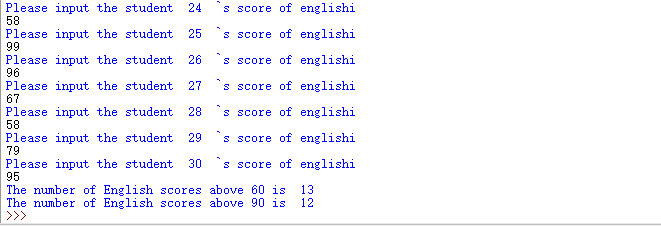 Please input the student  24  `s score of englishi
58
Please input the student  25  `s score of englishi
99
Please input the student  26  `s score of englishi
96
Please input the student  27  `s score of englishi
67
Please input the student  28  `s score of englishi
58
Please input the student  29  `s score of englishi
79
Please input the student  30  `s score of englishi
95
The number of English scores above 60 is  13
The number of English scores above 90 is  12
>>>